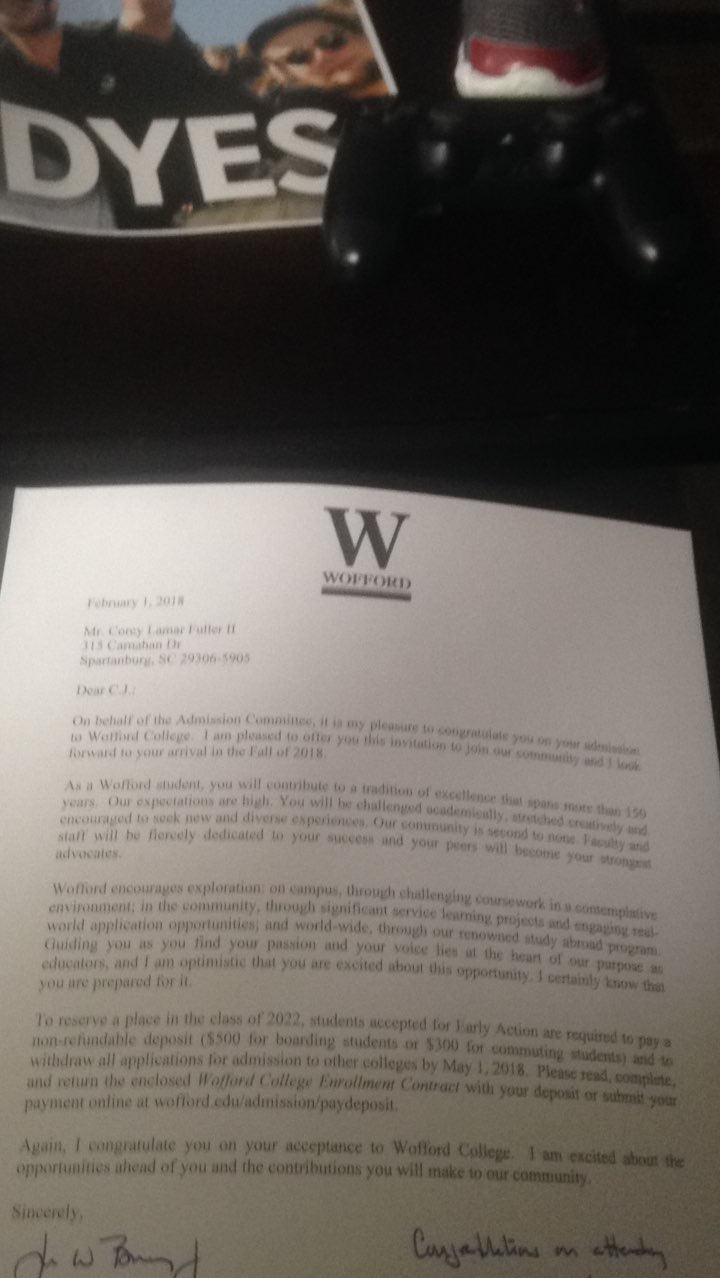 DYES
W
WOFFORD
February 1, 2018
Mr. Corey Lamar Fuller II
315 Carnahan Dr
Spartanburg, SC 29306-5905
Dear C.J.:
On behalf of the Admission Committee, it is my pleasure to congratulate you on your admission
to Wofford College. I am pleased to offer you this invitation to join our community and I look
forward to your arrival in the Fall of 2018.
As a Wofford student, you will contribute to a tradition of excellence that spans more than 150
years. Our expectations are high. You will be challenged academically, stretched creatively and
encouraged to seek new and diverse experiences. Our community is second to none. Faculty and
staff will be fiercely dedicated to your success and your peers will become your strongest
advocates.
Wofford encourages exploration: on campus, through challenging coursework in a contemplative
environment; in the community, through significant service learning projects and engaging real-
world application opportunities; and world-wide, through our renowned study abroad program.
Guiding you as you find your passion and your voice lies at the heart of our purpose as
educators, and I am optimistic that you are excited about this opportunity. I certainly know that
you are prepared for it.
To reserve a place in the class of 2022, students accepted for Early Action are required to pay a
non-refundable deposit ($500 for boarding students or $300 for commuting students) and to
withdraw all applications for admission to other colleges by May 1, 2018. Please read, complete,
and return the enclosed Wofford College Enrollment Contract with your deposit or submit your
payment online at wofford.edu/admission/paydeposit.
Again, I congratulate you on your acceptance to Wofford College. I am excited about the
opportunities ahead of you and the contributions you will make to our community.
Sincerely,
Congratulations on attending